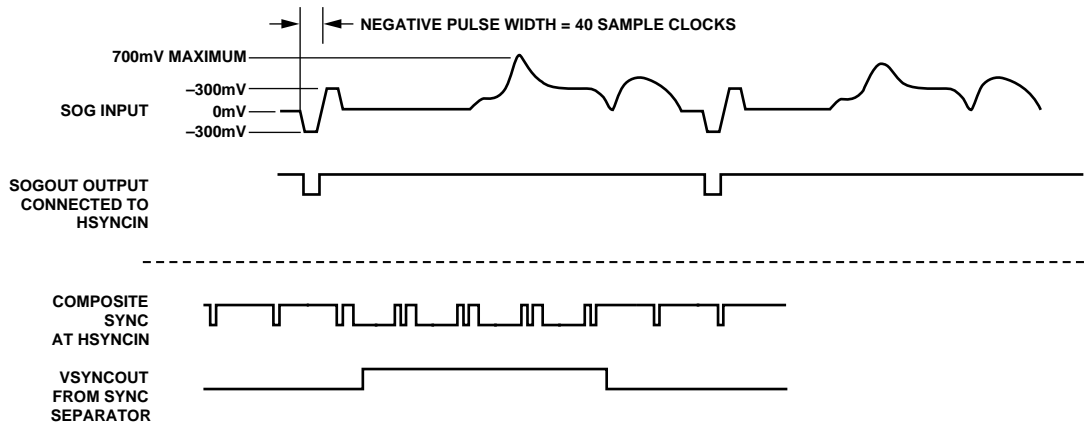 NEGATIVE PULSE WIDTH = 40 SAMPLE CLOCKS
700mV MAXIMUM
–300mV
SOG INPUT
0mV
–300mV
SOGOUT OUTPUT
CONNECTED TO
HSYNCIN
COMPOSITE
SYNC
AT HSYNCIN
VSYNCOUT
FROM SYNC
SEPARATOR